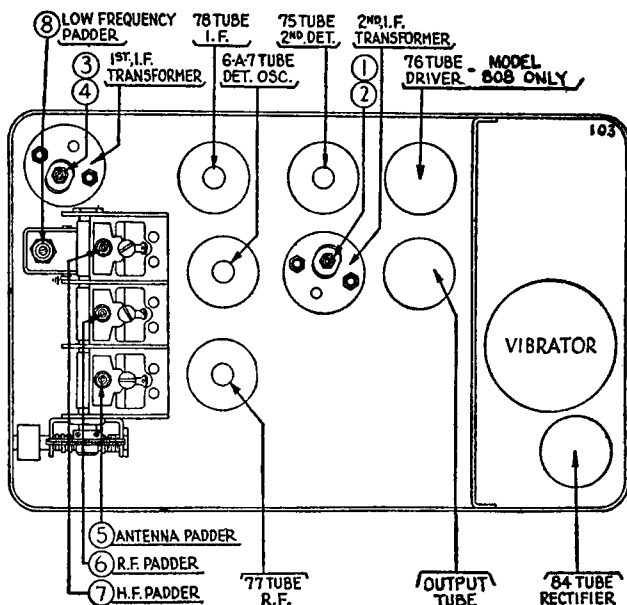 8 LOW FREQUENCY
PADDER
78 TUBE
I.F.
75 TUBE
2ND. DET.
2ND. I.F.
TRANSFORMER
3
4
1ST. I.F.
TRANSFORMER
6-A-7 TUBE
DET. OSC.
1
2
76 TUBE
DRIVER - MODEL
808 ONLY
103
VIBRATOR
5 ANTENNA PADDER
6 R.F. PADDER
7 H.F. PADDER
77 TUBE
R.F.
OUTPUT
TUBE
84 TUBE
RECTIFIER